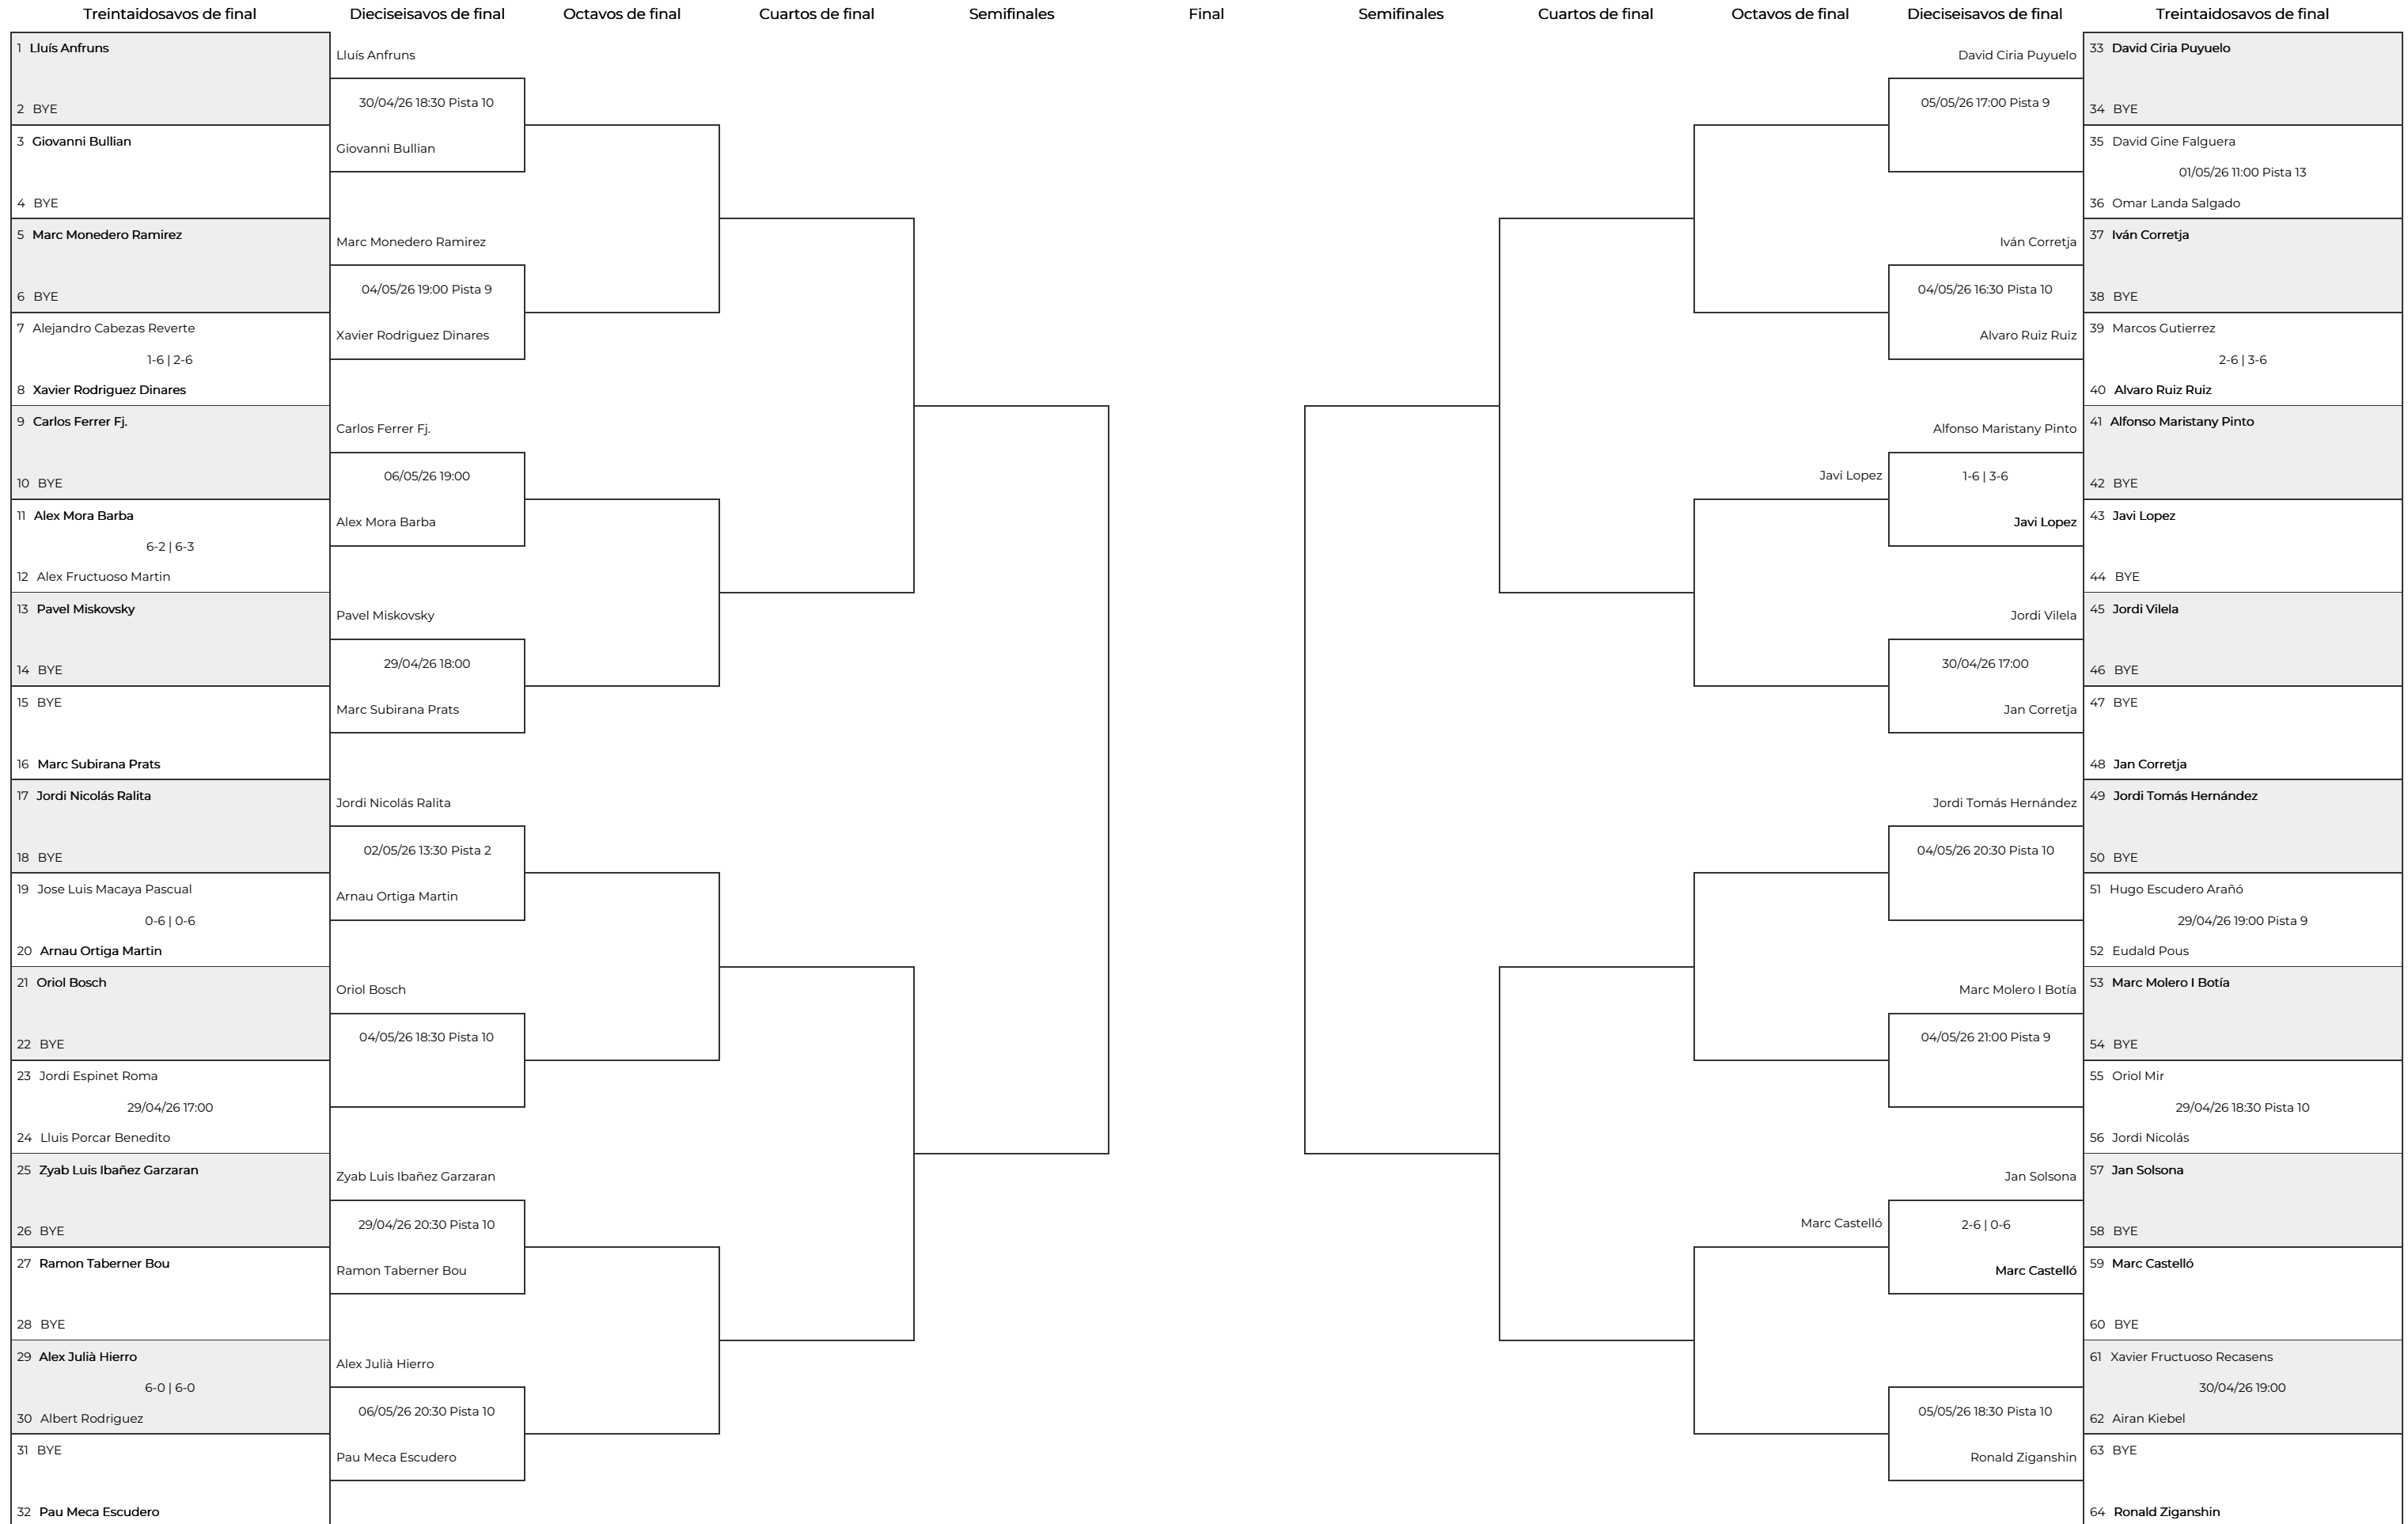 Treintaidosavos de final
Dieciseisavos de final
Octavos de final
Cuartos de final
Semifinales
Final
Semifinales
Cuartos de final
Octavos de final
Dieciseisavos de final
Treintaidosavos de final
1 Lluís Anfruns
2 BYE
3 Giovanni Bullian
4 BYE
5 Marc Monedero Ramirez
6 BYE
7 Alejandro Cabezas Reverte
1-6 | 2-6
8 Xavier Rodriguez Dinares
9 Carlos Ferrer Fj.
10 BYE
11 Alex Mora Barba
6-2 | 6-3
12 Alex Fructuoso Martin
13 Pavel Miskovsky
14 BYE
15 BYE
16 Marc Subirana Prats
17 Jordi Nicolás Ralita
18 BYE
19 Jose Luis Macaya Pascual
0-6 | 0-6
20 Arnau Ortiga Martin
21 Oriol Bosch
22 BYE
23 Jordi Espinet Roma
29/04/26 17:00
24 Lluis Porcar Benedito
25 Zyab Luis Ibañez Garzaran
26 BYE
27 Ramon Taberner Bou
28 BYE
29 Alex Julià Hierro
6-0 | 6-0
30 Albert Rodriguez
31 BYE
32 Pau Meca Escudero
Lluís Anfruns
30/04/26 18:30 Pista 10
Giovanni Bullian
Marc Monedero Ramirez
04/05/26 19:00 Pista 9
Xavier Rodriguez Dinares
Carlos Ferrer Fj.
06/05/26 19:00
Alex Mora Barba
Pavel Miskovsky
29/04/26 18:00
Marc Subirana Prats
Jordi Nicolás Ralita
02/05/26 13:30 Pista 2
Arnau Ortiga Martin
Oriol Bosch
04/05/26 18:30 Pista 10
Zyab Luis Ibañez Garzaran
29/04/26 20:30 Pista 10
Ramon Taberner Bou
Alex Julià Hierro
06/05/26 20:30 Pista 10
Pau Meca Escudero
Javi Lopez
Marc Castelló
David Ciria Puyuelo
05/05/26 17:00 Pista 9
Iván Corretja
04/05/26 16:30 Pista 10
Alvaro Ruiz Ruiz
Alfonso Maristany Pinto
1-6 | 3-6
Javi Lopez
Jordi Vilela
30/04/26 17:00
Jan Corretja
Jordi Tomás Hernández
04/05/26 20:30 Pista 10
Marc Molero I Botía
04/05/26 21:00 Pista 9
Jan Solsona
2-6 | 0-6
Marc Castelló
05/05/26 18:30 Pista 10
Ronald Ziganshin
33 David Ciria Puyuelo
34 BYE
35 David Gine Falguera
01/05/26 11:00 Pista 13
36 Omar Landa Salgado
37 Iván Corretja
38 BYE
39 Marcos Gutierrez
2-6 | 3-6
40 Alvaro Ruiz Ruiz
41 Alfonso Maristany Pinto
42 BYE
43 Javi Lopez
44 BYE
45 Jordi Vilela
46 BYE
47 BYE
48 Jan Corretja
49 Jordi Tomás Hernández
50 BYE
51 Hugo Escudero Arañó
29/04/26 19:00 Pista 9
52 Eudald Pous
53 Marc Molero I Botía
54 BYE
55 Oriol Mir
29/04/26 18:30 Pista 10
56 Jordi Nicolás
57 Jan Solsona
58 BYE
59 Marc Castelló
60 BYE
61 Xavier Fructuoso Recasens
30/04/26 19:00
62 Airan Kiebel
63 BYE
64 Ronald Ziganshin